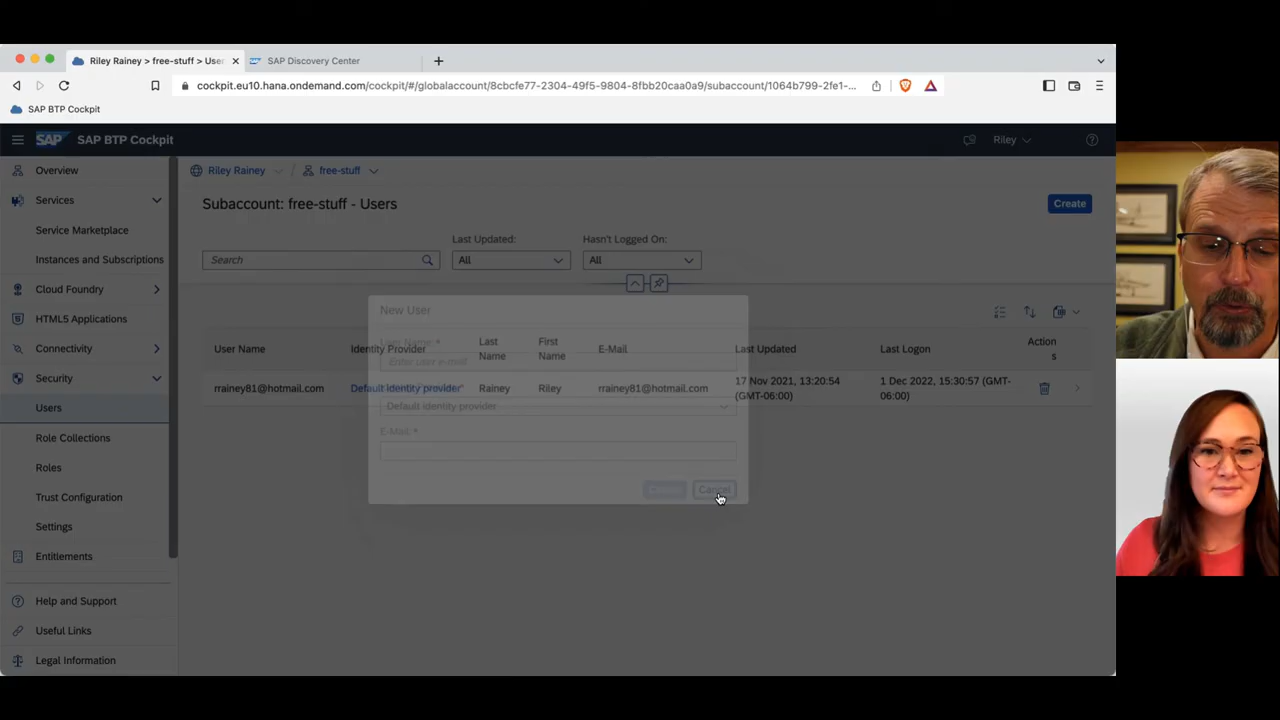 Riley Rainey > free-stuff > Use
SAP Discovery Center
cockpit.eu10.hana.ondemand.com/cockpit/#/globalaccount/8cbcfe77-2304-49f5-9804-8fbb20caa0a9/subaccount/1064b799-2fe1-...
SAP BTP Cockpit
SAP SAP BTP Cockpit
Riley
Overview
Services
Service Marketplace
Instances and Subscriptions
Cloud Foundry
HTML5 Applications
Connectivity
Security
Users
Role Collections
Roles
Trust Configuration
Settings
Entitlements
Help and Support
Useful Links
Legal Information
Riley Rainey / free-stuff
Subaccount: free-stuff - Users
Create
Last Updated: Hasn't Logged On:
Search All All
User Name Identity Provider Last Name First Name E-Mail Last Updated Last Logon Actions
rrainey81@hotmail.com Default identity provider Rainey Riley rrainey81@hotmail.com 17 Nov 2021, 13:20:54 (GMT-06:00) 1 Dec 2022, 15:30:57 (GMT-06:00)
New User
User Name: *
Enter user e-mail
Default identity provider
E-Mail: *
Create Cancel